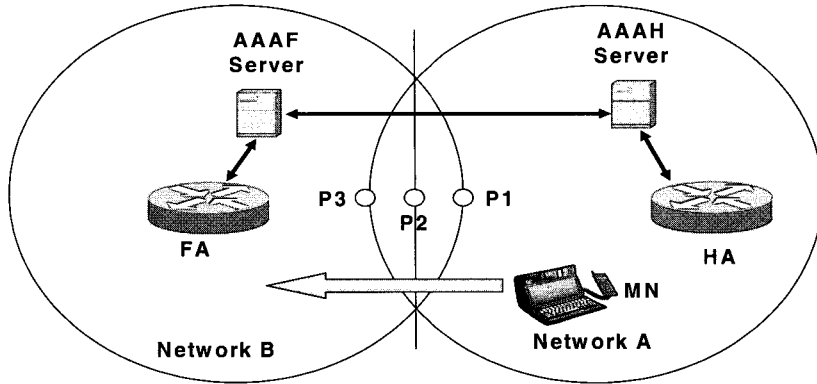 AAAF
Server
AAAH
Server
P3
P2
P1
FA
HA
MN
Network B
Network A